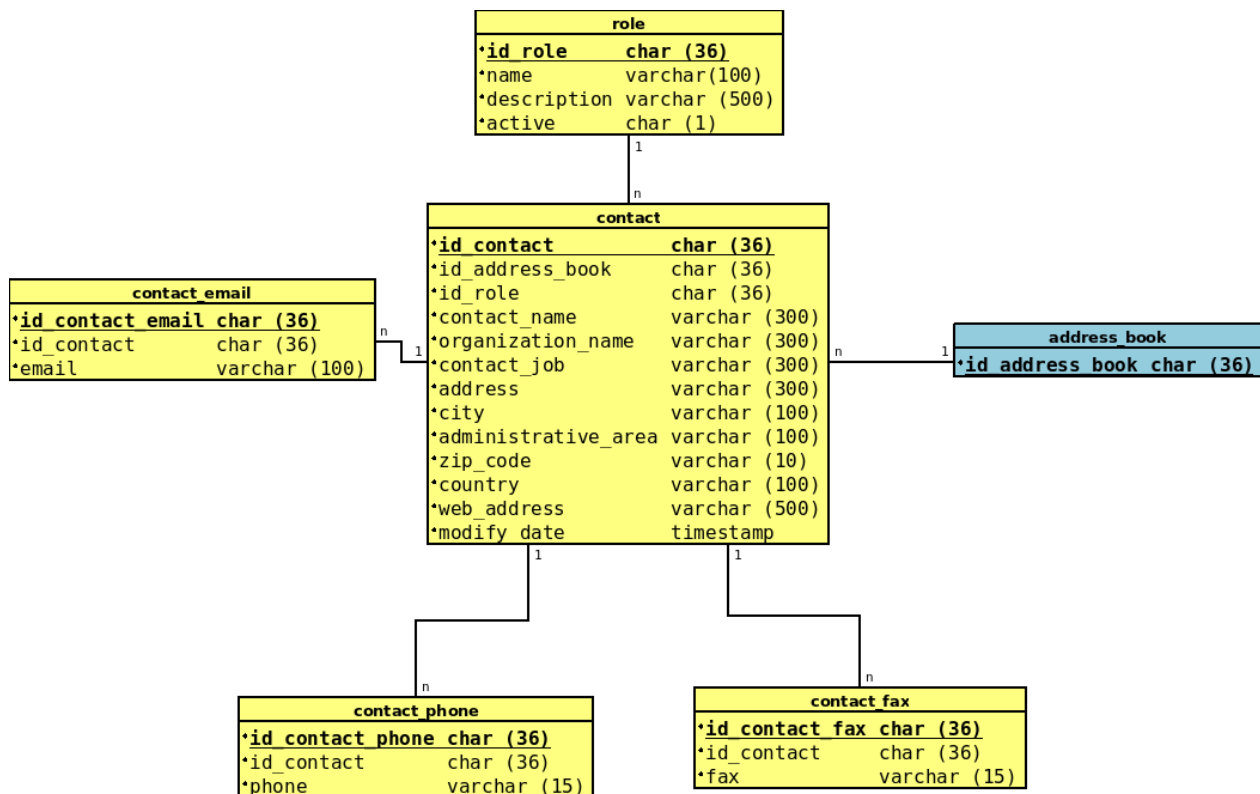 role
id_role char (36)
name varchar(100)
description varchar (500)
active char (1)
1
n
contact
id_contact char (36)
id_address_book char (36)
id_role char (36)
contact_name varchar (300)
organization_name varchar (300)
contact_job varchar (300)
address varchar (300)
city varchar (100)
administrative_area varchar (100)
zip_code varchar (10)
country varchar (100)
web_address varchar (500)
modify_date timestamp
contact_email
id_contact_email char (36)
id_contact char (36)
email varchar (100)
n
1
n
1
address_book
id_address_book char (36)
1
n
contact_phone
id_contact_phone char (36)
id_contact char (36)
phone varchar (15)
1
n
contact_fax
id_contact_fax char (36)
id_contact char (36)
fax varchar (15)